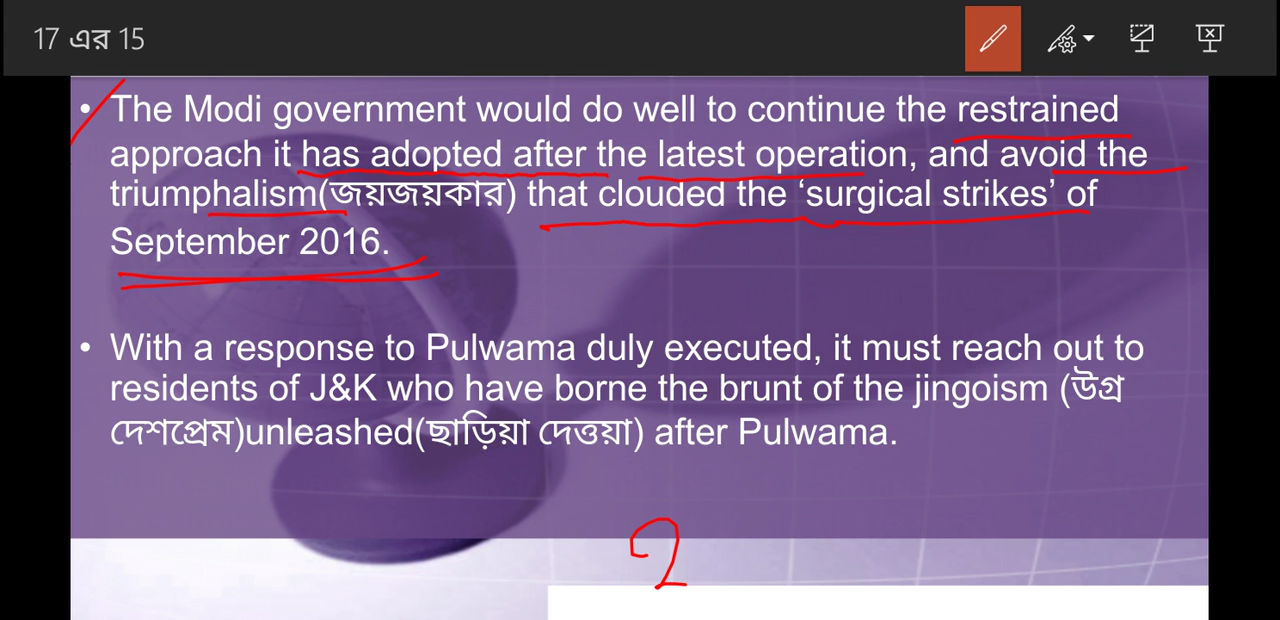 17 এর 15
• The Modi government would do well to continue the restrained
approach it has adopted after the latest operation, and avoid the
triumphalism(জয়জয়কার) that clouded the ‘surgical strikes’ of
September 2016.
• With a response to Pulwama duly executed, it must reach out to
residents of J&K who have borne the brunt of the jingoism (উগ্র
দেশপ্রেম)unleashed(ছাড়িয়া দেত্তয়া) after Pulwama.
2